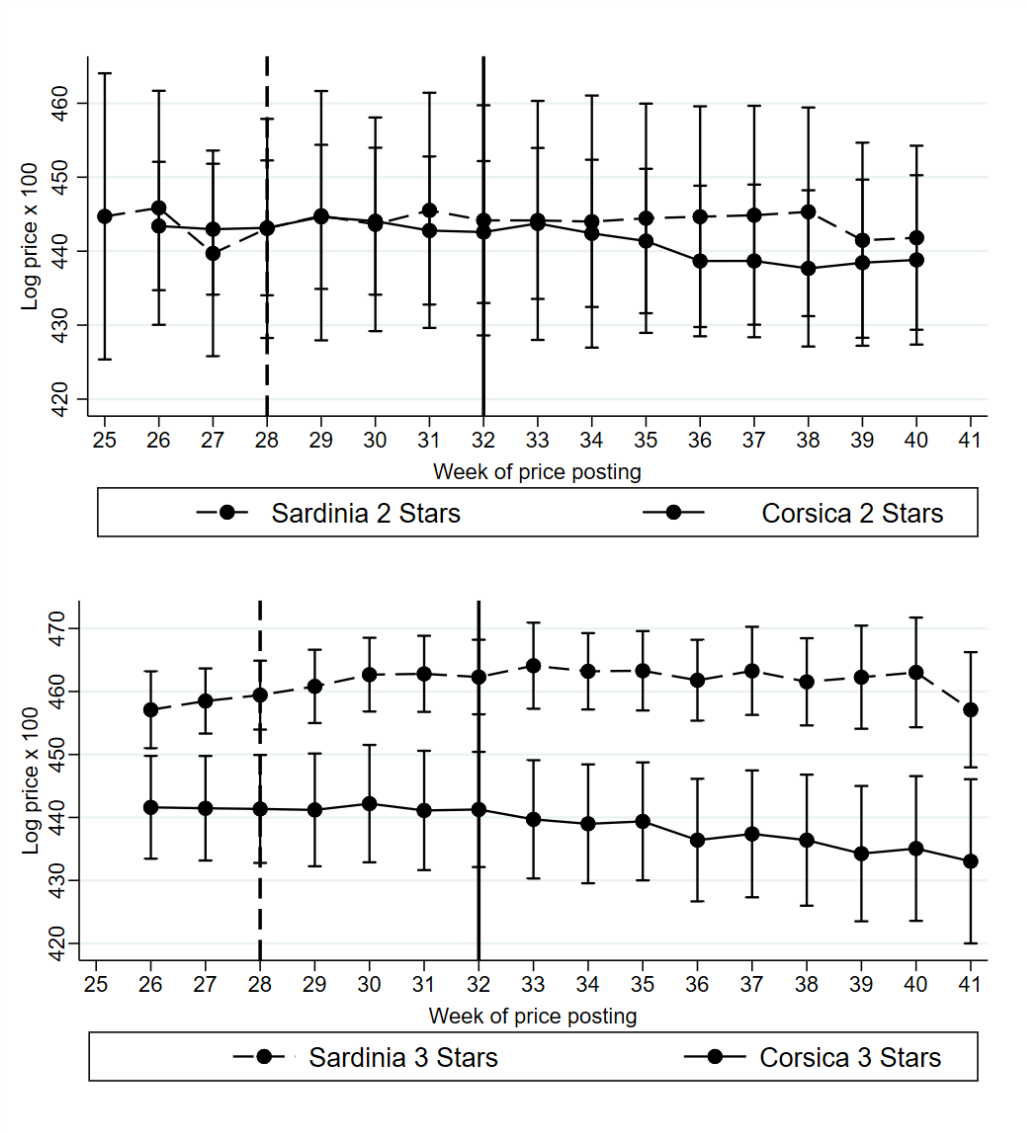 460
450
440
430
420
Log price x 100
25 26 27 28 29 30 31 32 33 34 35 36 37 38 39 40 41
Week of price posting
Sardinia 2 Stars Corsica 2 Stars
470
460
450
440
430
420
Log price x 100
25 26 27 28 29 30 31 32 33 34 35 36 37 38 39 40 41
Week of price posting
Sardinia 3 Stars Corsica 3 Stars